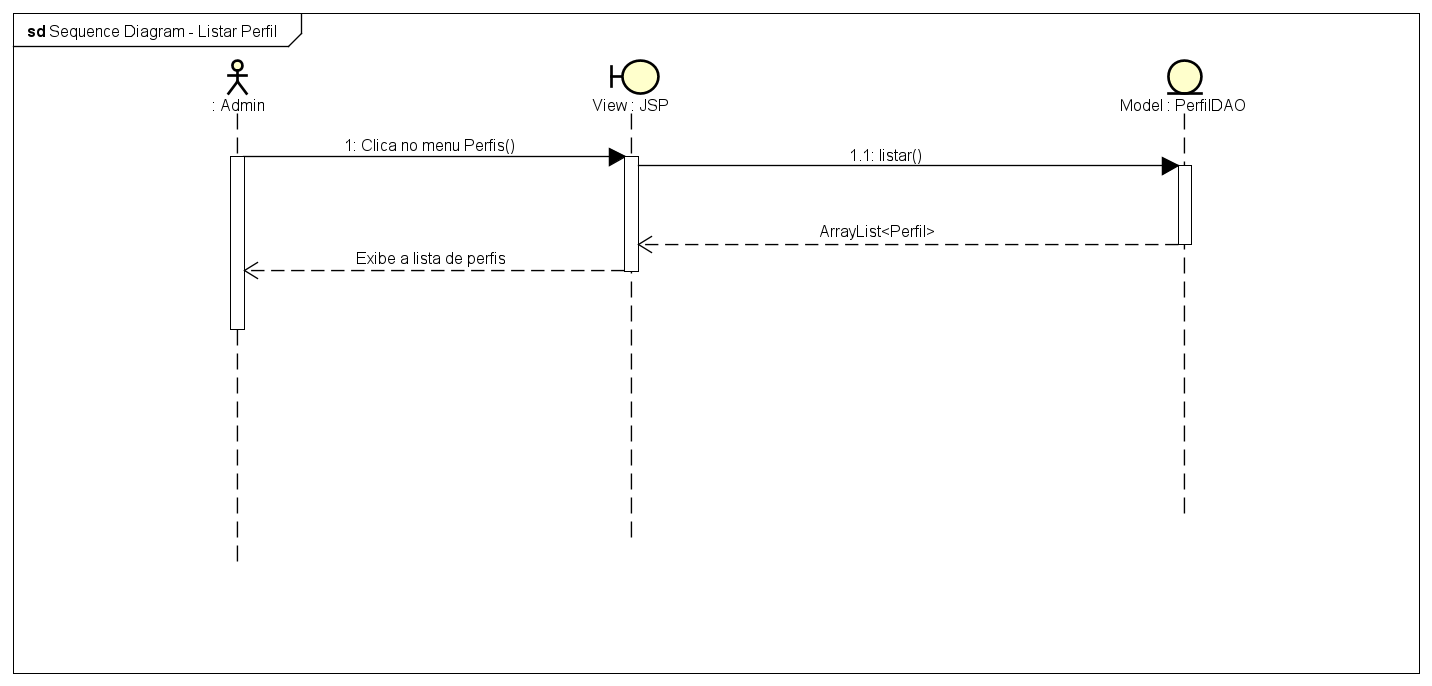 sd Sequence Diagram - Listar Perfil
: Admin
View : JSP
Model : PerfilDAO
1: Clica no menu Perfis()
1.1: listar()
ArrayList<Perfil>
Exibe a lista de perfis